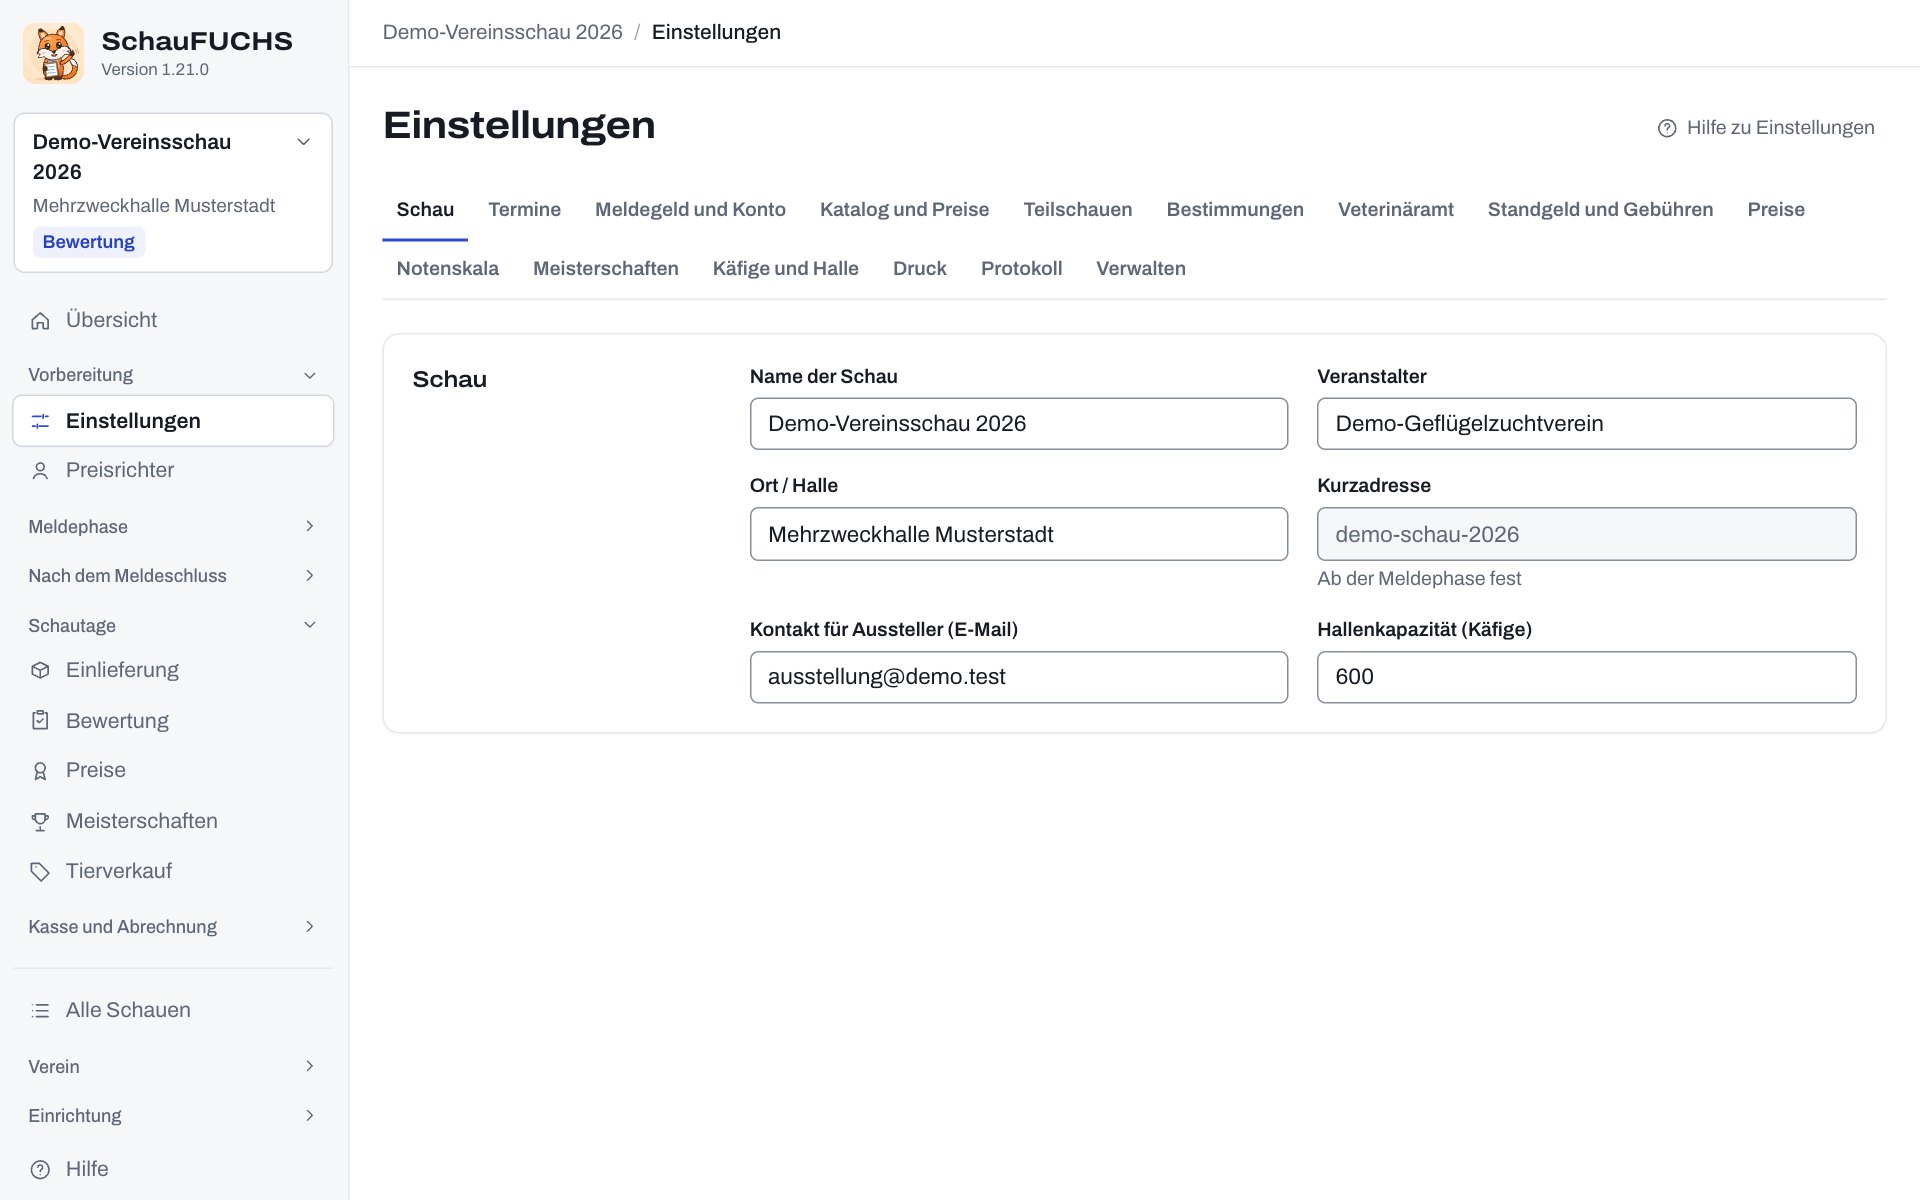 SchauFUCHS
Version 1.21.0
Demo-Vereinsschau
2026
Mehrzweckhalle Musterstadt
Bewertung
Übersicht
Vorbereitung
Einstellungen
Preisrichter
Meldephase
Nach dem Meldeschluss
Schautage
Einlieferung
Bewertung
Preise
Meisterschaften
Tierverkauf
Kasse und Abrechnung
Alle Schauen
Verein
Einrichtung
Hilfe
Demo-Vereinsschau 2026 / Einstellungen
Einstellungen
Hilfe zu Einstellungen
Schau Termine Meldegeld und Konto Katalog und Preise Teilschauen Bestimmungen Veterinäramt Standgeld und Gebühren Preise
Notenskala Meisterschaften Käfige und Halle Druck Protokoll Verwalten
Schau
Name der Schau
Demo-Vereinsschau 2026
Veranstalter
Demo-Geflügelzuchtverein
Ort / Halle
Mehrzweckhalle Musterstadt
Kurzadresse
demo-schau-2026
Ab der Meldephase fest
Kontakt für Aussteller (E-Mail)
ausstellung@demo.test
Hallenkapazität (Käfige)
600